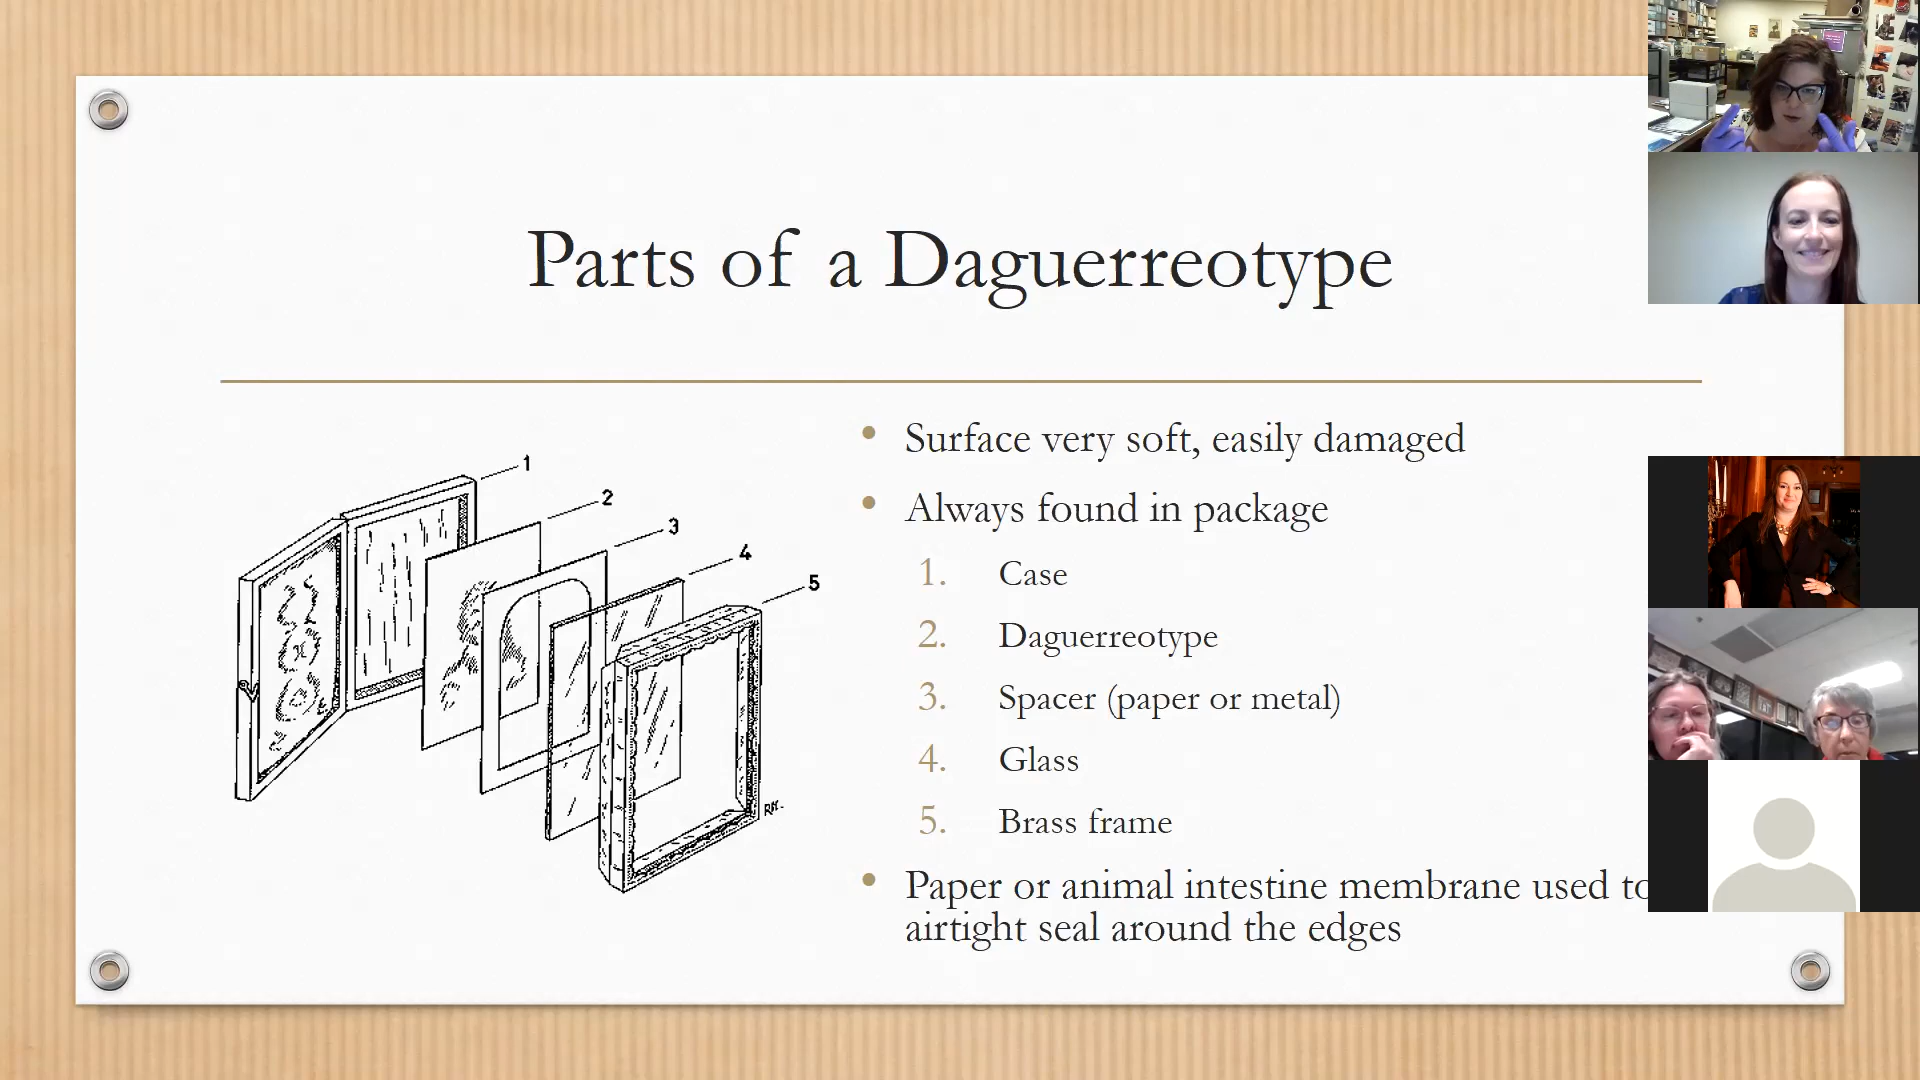 Parts of a Daguerreotype
1
2
3
4
5
• Surface very soft, easily damaged
• Always found in package
1. Case
2. Daguerreotype
3. Spacer (paper or metal)
4. Glass
5. Brass frame
• Paper or animal intestine membrane used to
airtight seal around the edges